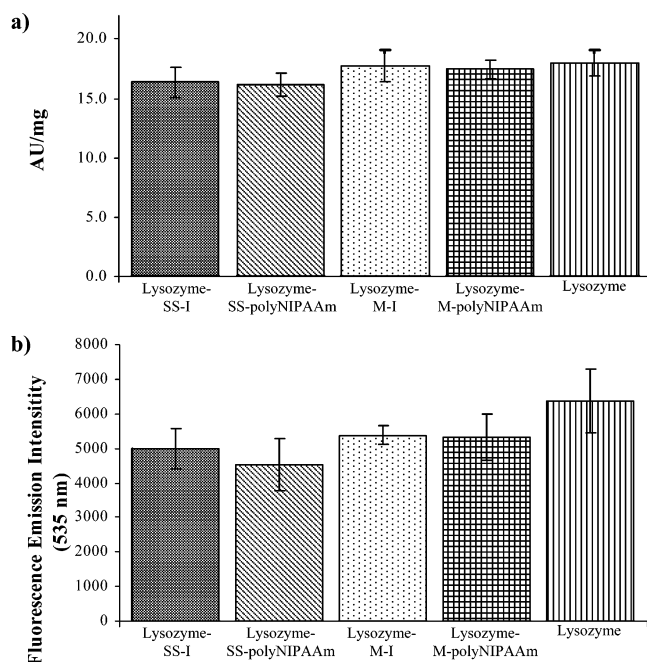 a)
AU/mg
20.0
15.0
17.0
5.0
0.0
Lysozyme-
SS-I
Lysozyme-
SS-polyNIPAAm
Lysozyme-
M-I
Lysozyme-
M-polyNIPAAm
Lysozyme
b)
Fluorescence Emission Intensitity
(535 nm)
8000
7000
6000
5000
4000
3000
2000
1000
0
Lysozyme-
SS-I
Lysozyme-
SS-polyNIPAAm
Lysozyme-
M-I
Lysozyme-
M-polyNIPAAm
Lysozyme